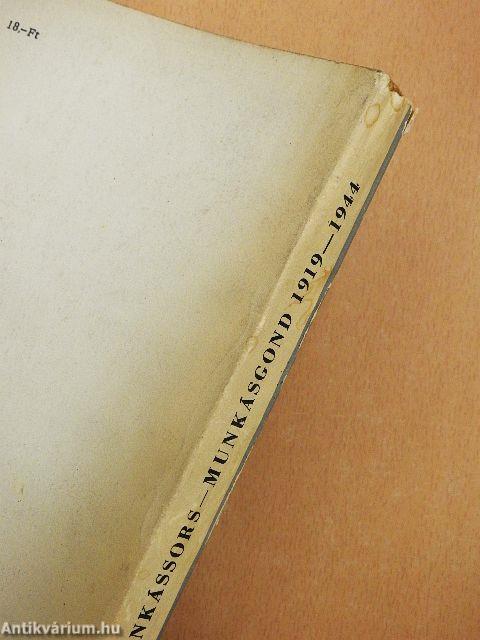 18,-Ft
NKÁSSORS—MUNKÁSGOND 1919—1944
Antikvárium.hu